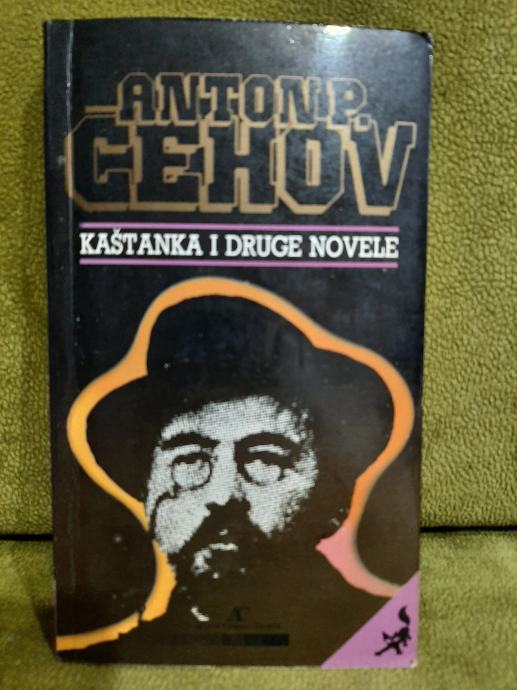 ANTON P.
ČEHOV
KAŠTANKA I DRUGE NOVELE